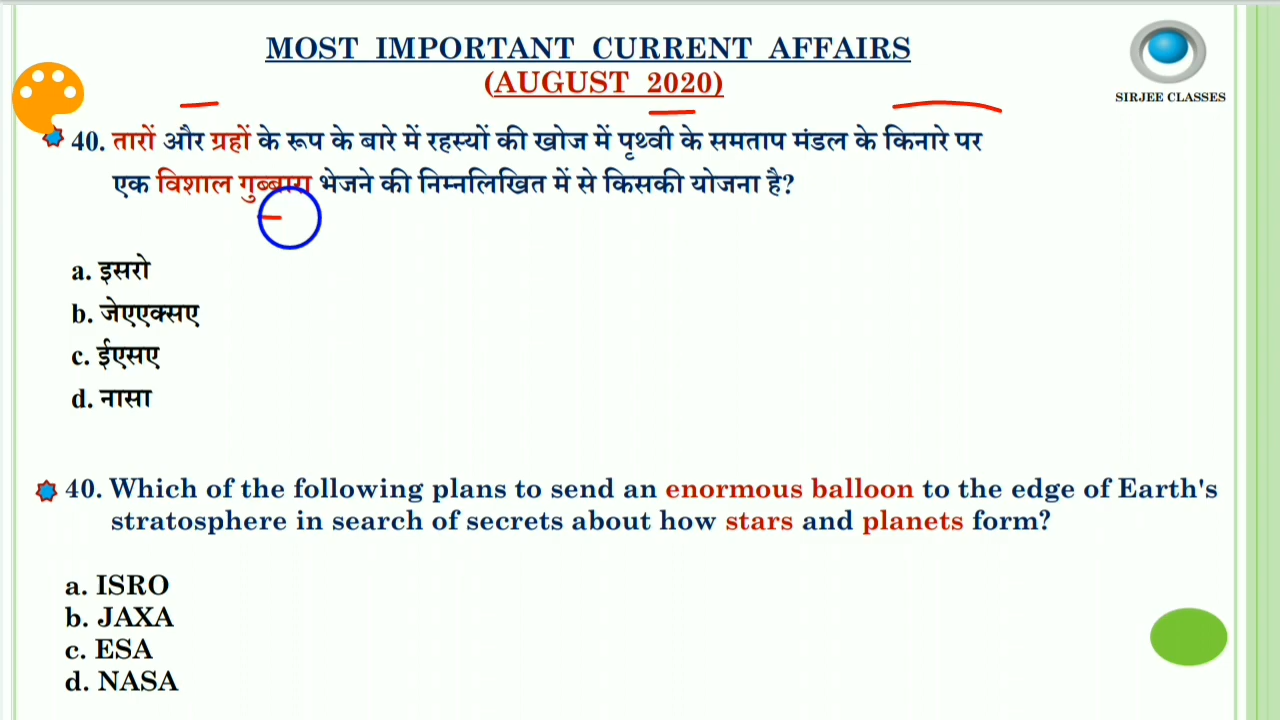 MOST IMPORTANT CURRENT AFFAIRS
(AUGUST 2020)
SIRJEE CLASSES
40. तारों और ग्रहों के रूप के बारे में रहस्यों की खोज में पृथ्वी के समताप मंडल के किनारे पर
एक विशाल गुब्बारा भेजने की निम्नलिखित में से किसकी योजना है?
a. इसरो
b. जेएएक्सए
c. ईएसए
d. नासा
40. Which of the following plans to send an enormous balloon to the edge of Earth's
stratosphere in search of secrets about how stars and planets form?
a. ISRO
b. JAXA
c. ESA
d. NASA